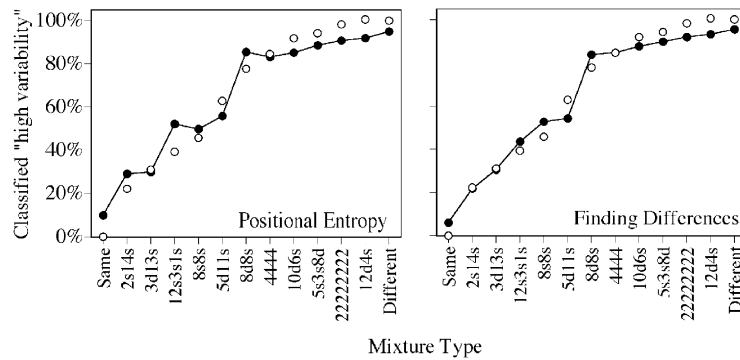 Classified "high variability"
100%
80%
60%
40%
20%
0%
Positional Entropy
Finding Differences
Same
2s14s
3d13s
12s3s1s
8s8s
5d11s
8d8s
4444
10d6s
5s3s8d
22222222
12d4s
Different
Same
2s14s
3d13s
12s3s1s
8s8s
5d11s
8d8s
4444
10d6s
5s3s8d
22222222
12d4s
Different
Mixture Type